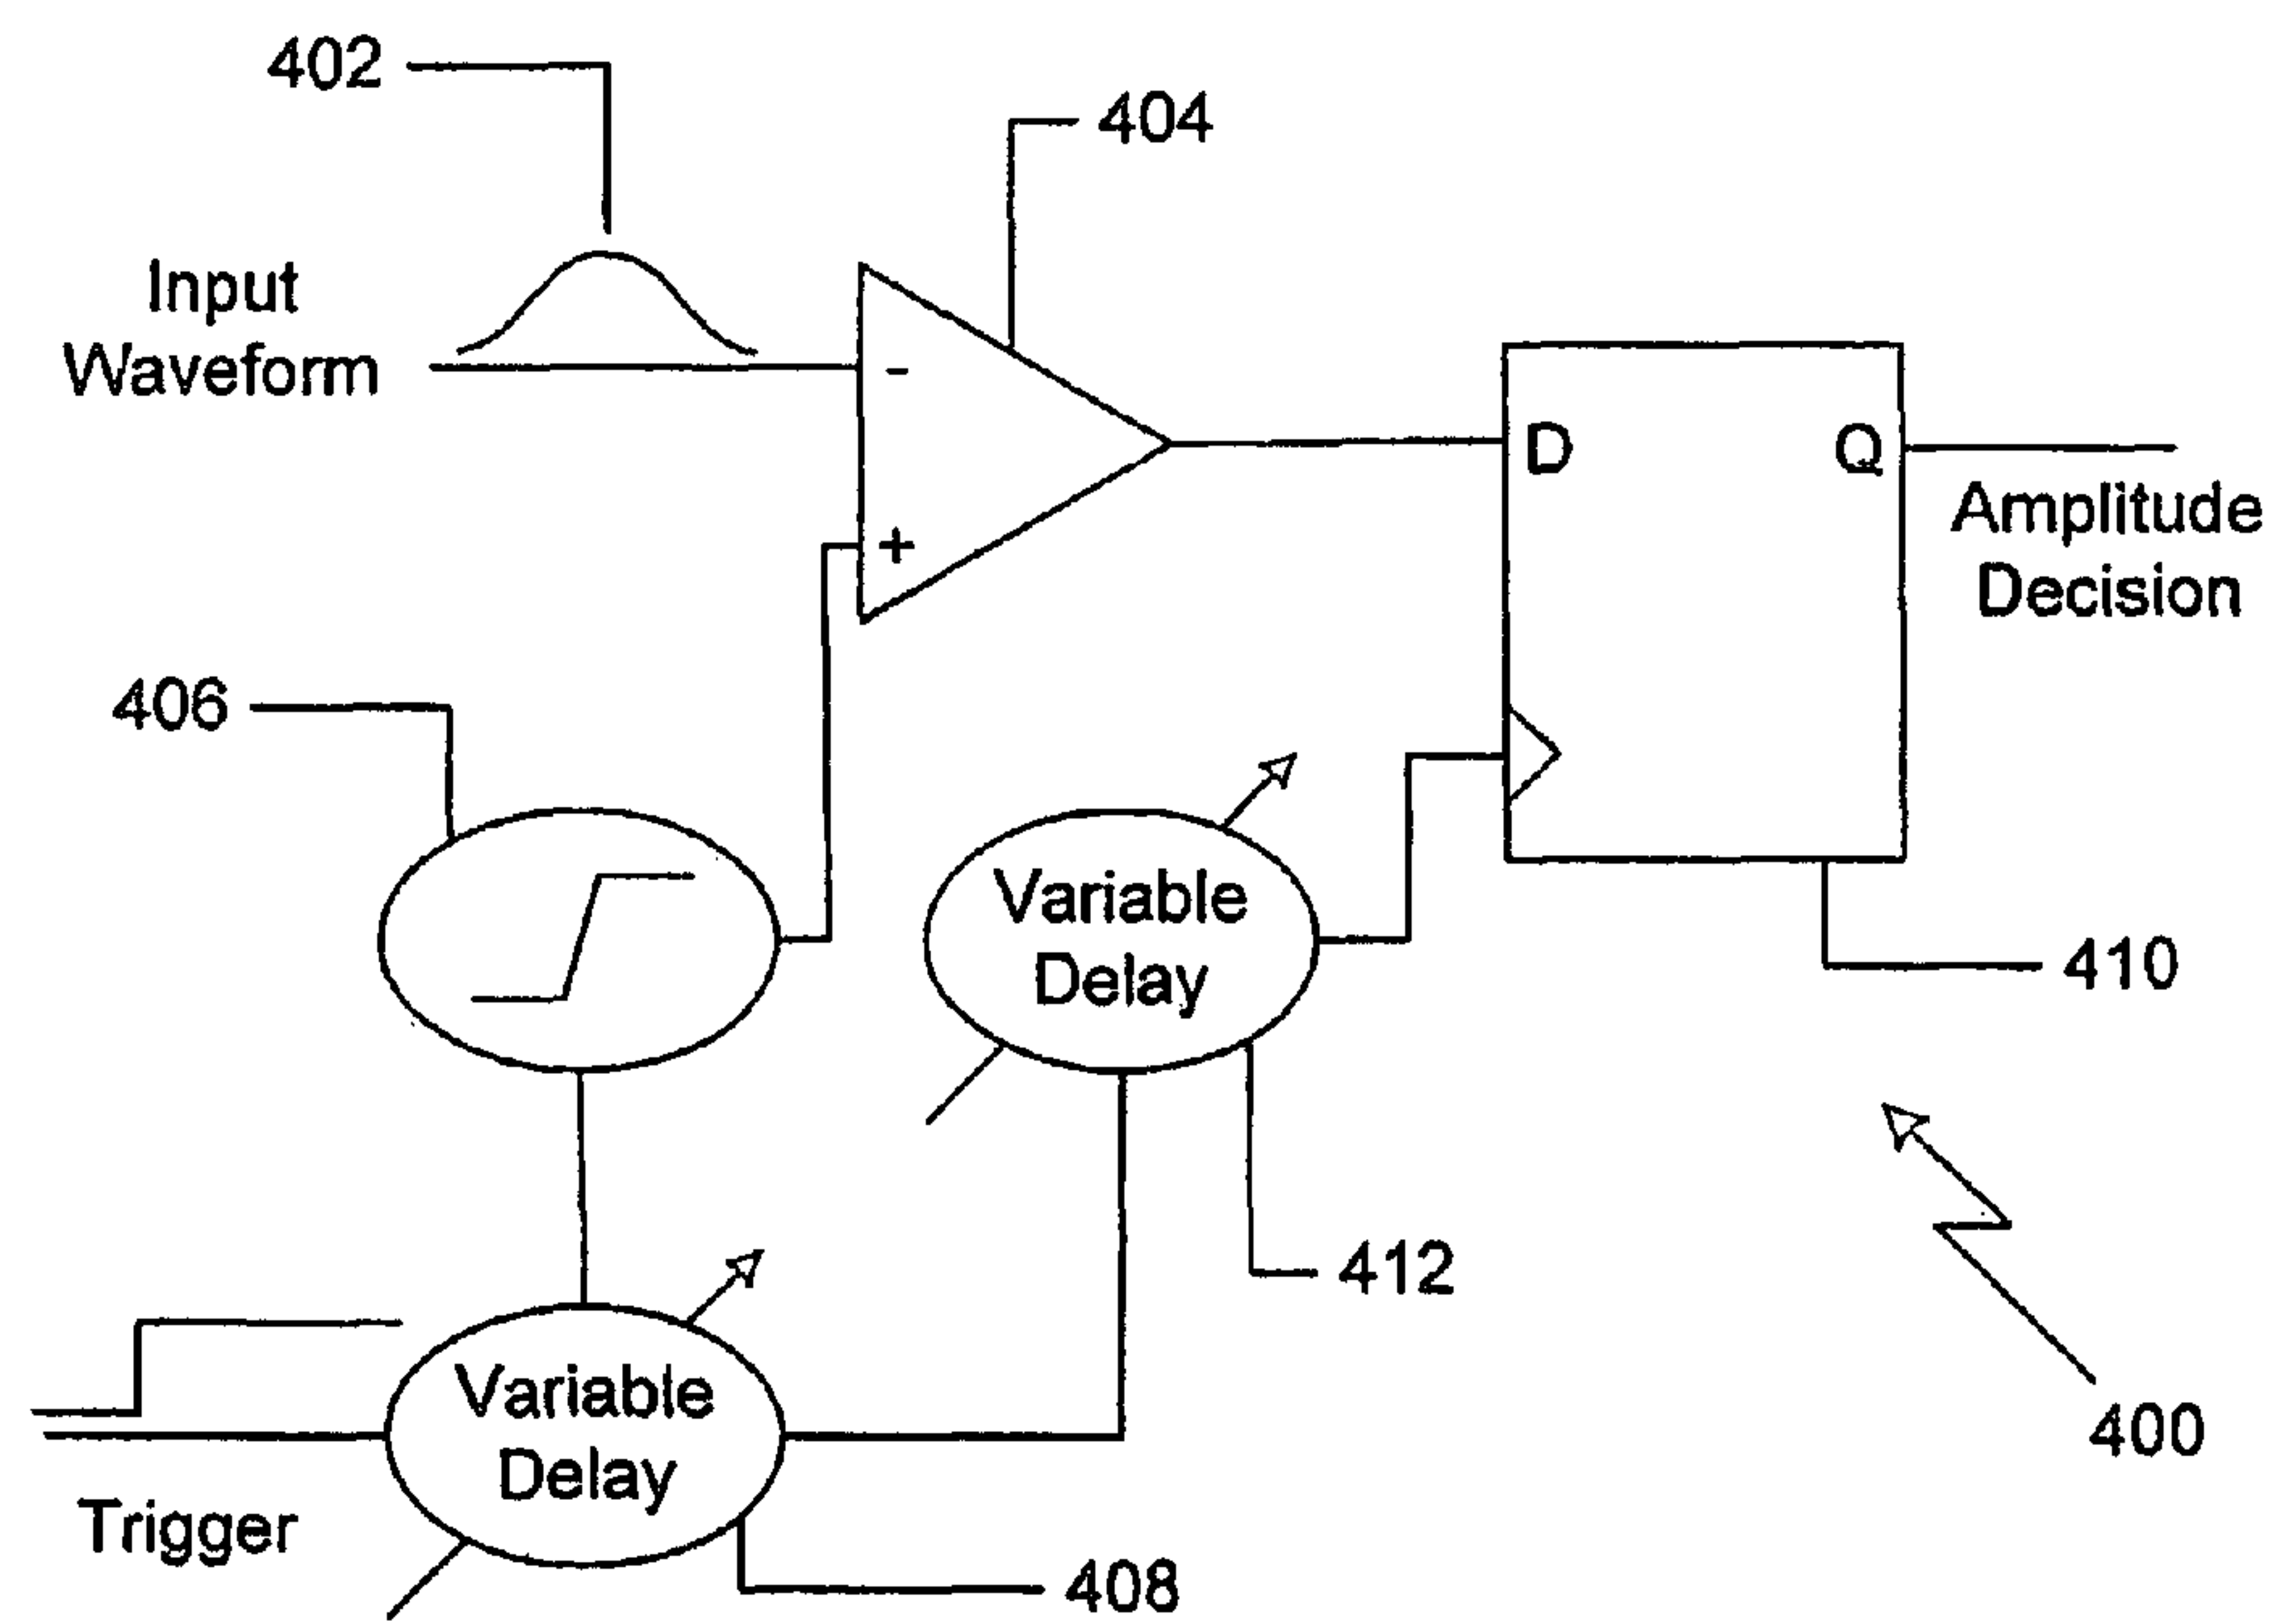 402
404
Input
Waveform
-
+
D
Q
Amplitude
Decision
406
Variable
Delay
410
412
400
Variable
Delay
Trigger
408